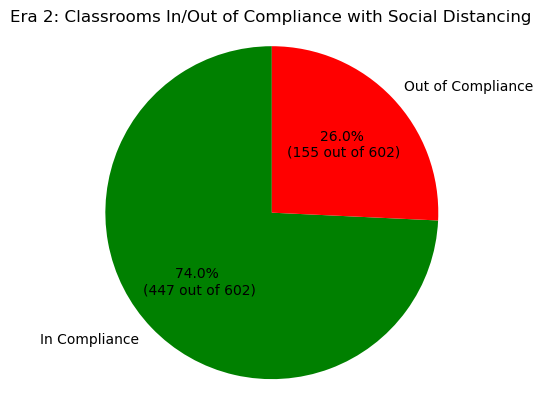 Era 2: Classrooms In/Out of Compliance with Social Distancing
Out of Compliance
26.0%
(155 out of 602)
74.0%
(447 out of 602)
In Compliance